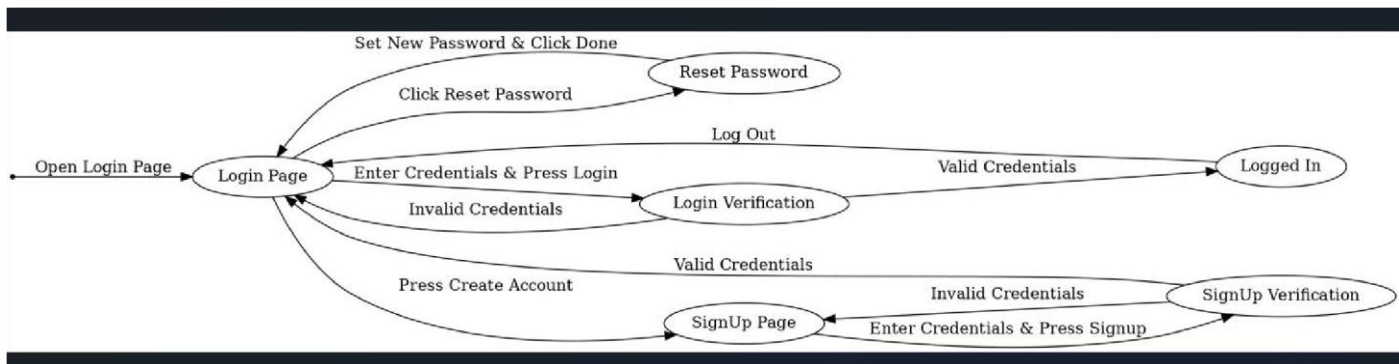 Set New Password & Click Done
Reset Password
Click Reset Password
Log Out
Open Login Page
Login Page
Enter Credentials & Press Login
Valid Credentials
Logged In
Login Verification
Invalid Credentials
Valid Credentials
Press Create Account
Invalid Credentials
SignUp Verification
SignUp Page
Enter Credentials & Press Signup